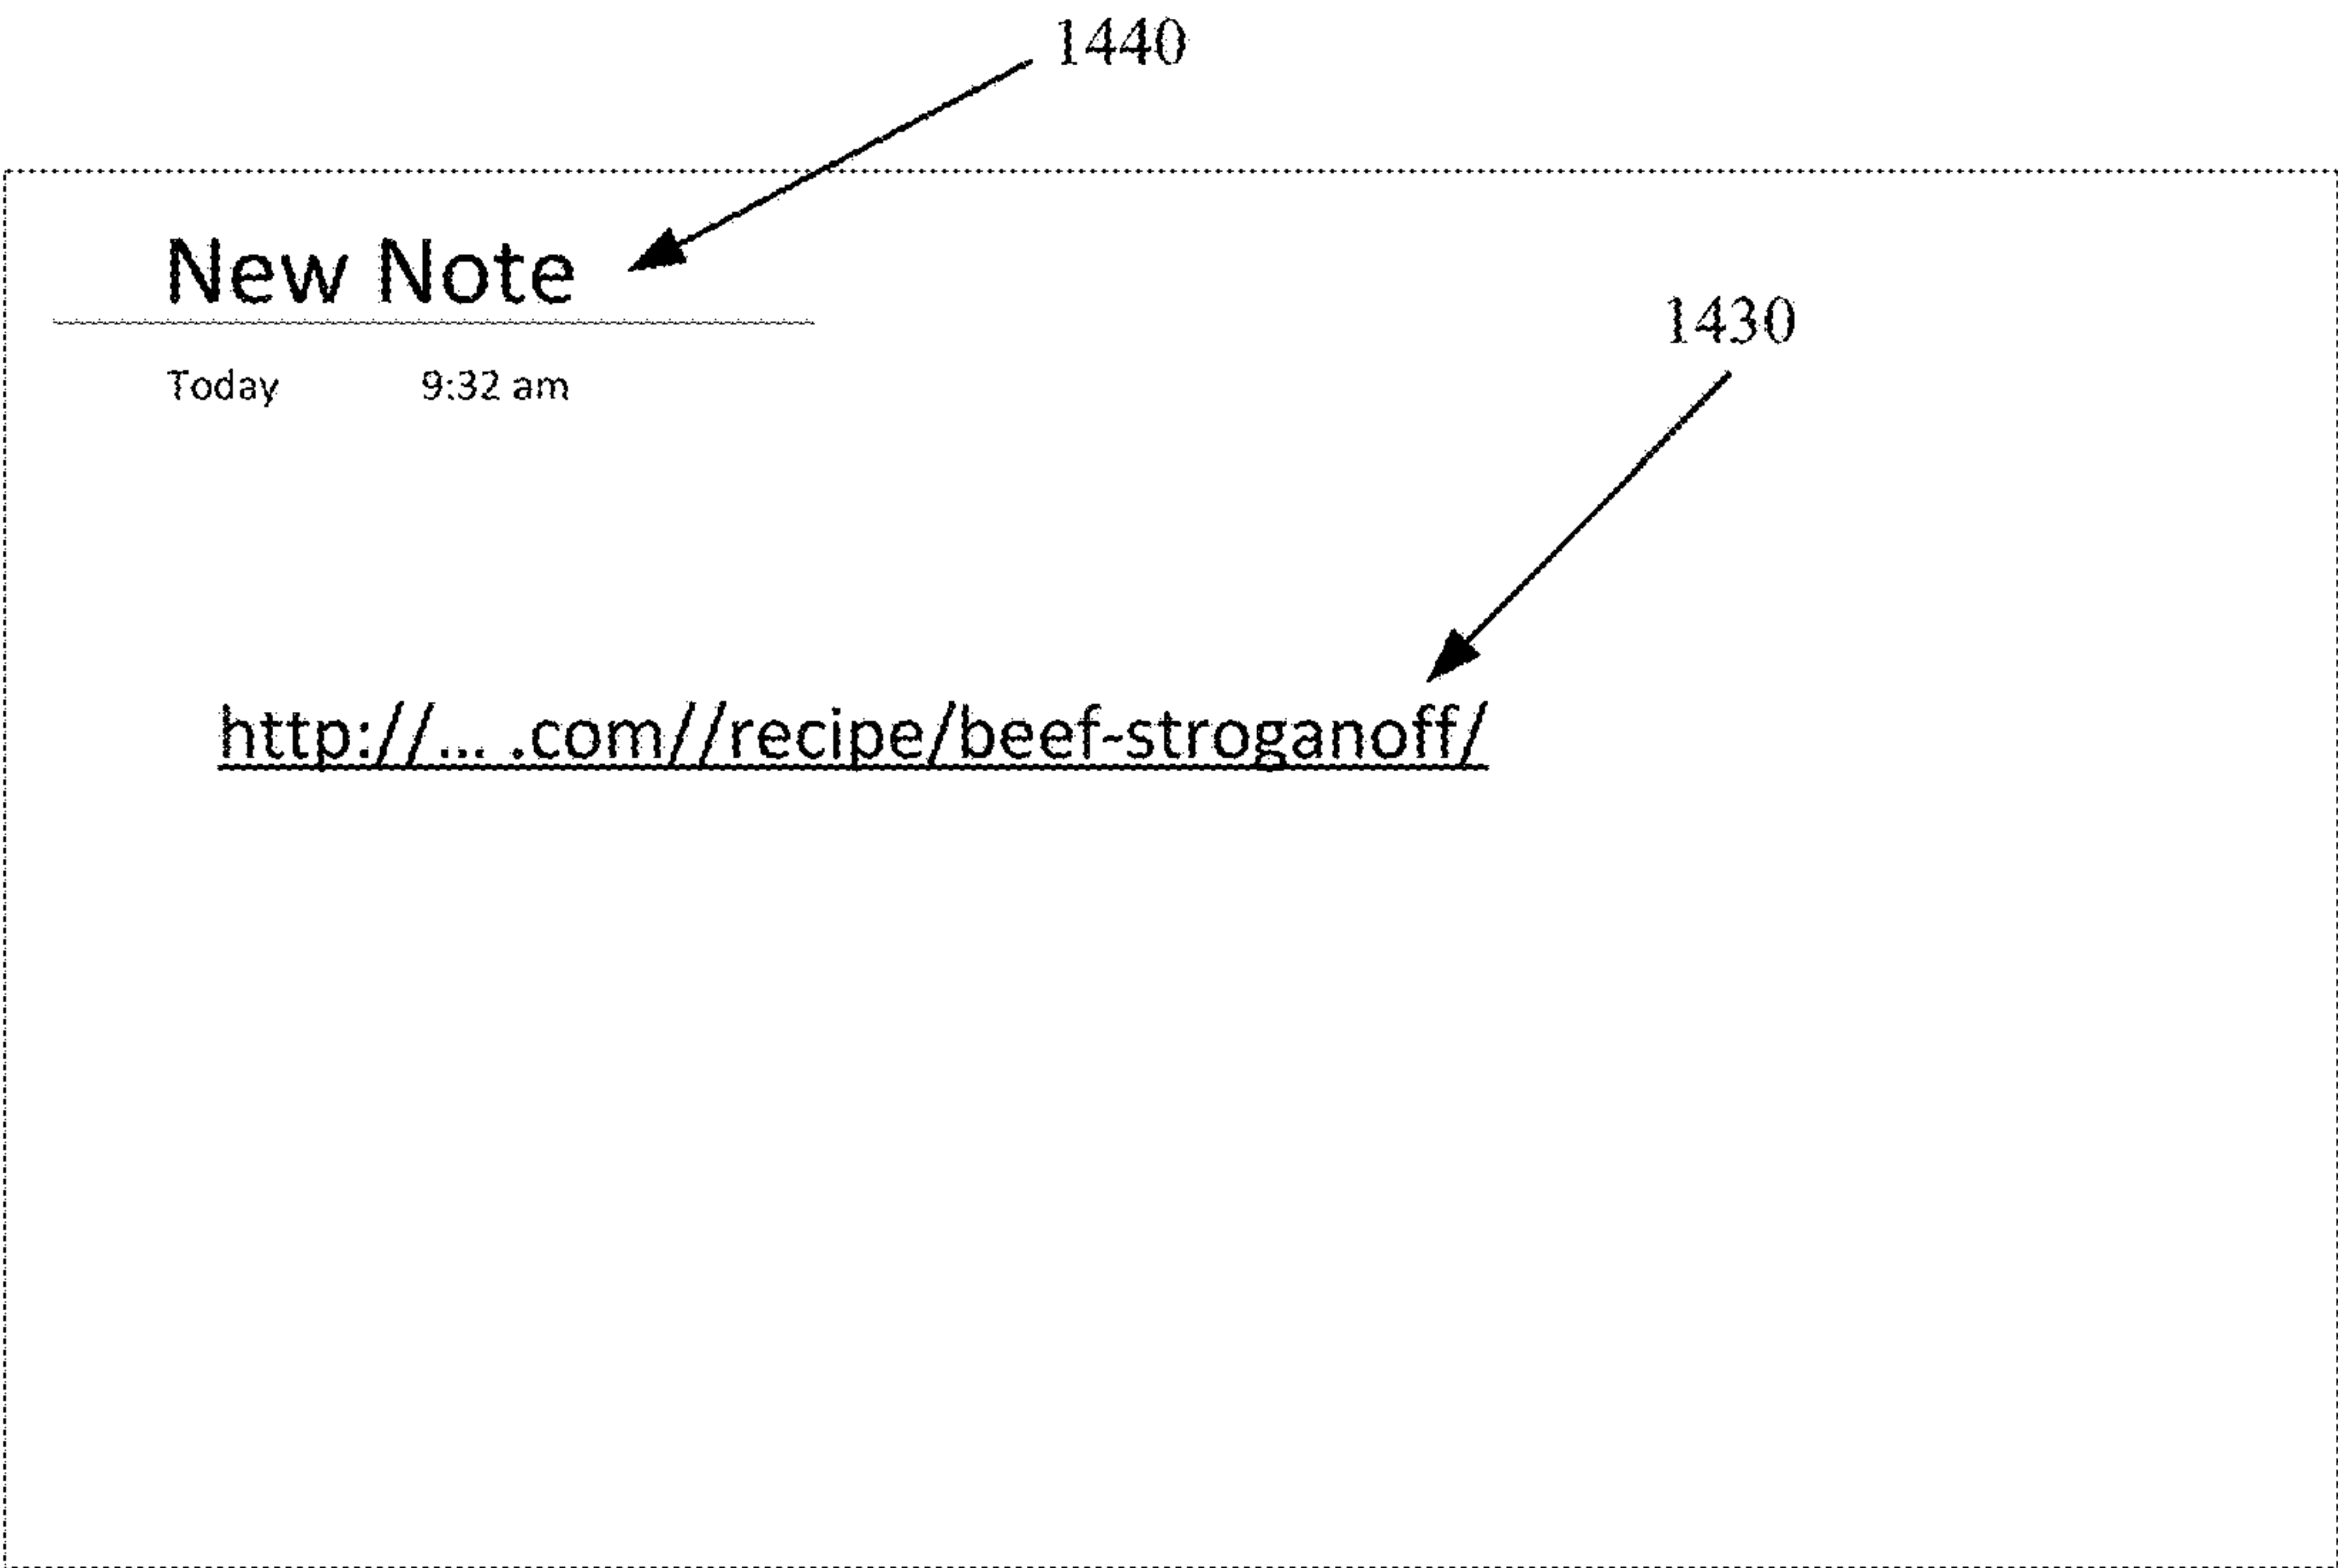 1440
New Note
1430
Today 9:32 am
http://... .com//recipe/beef-stroganoff/